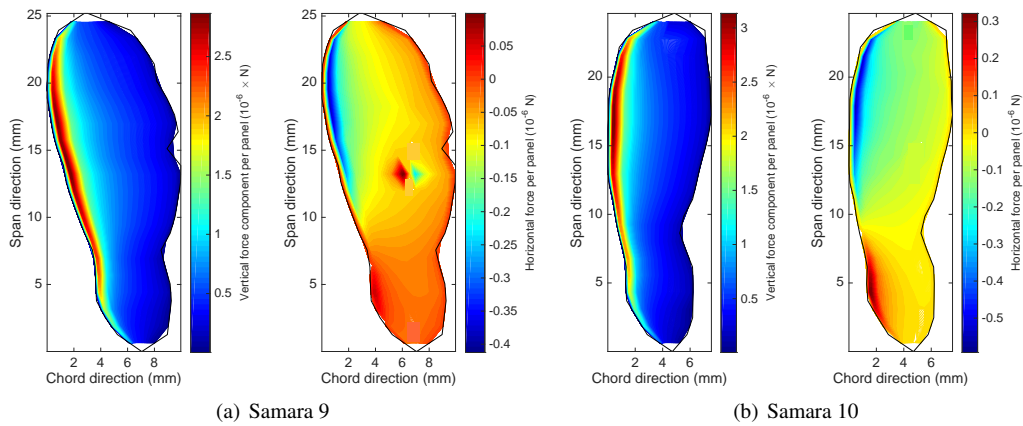 25
20
15
10
5
Span direction (mm)
2 4 6 8
Chord direction (mm)
2.5
2
1.5
1
0.5
Vertical force component per panel (10⁻⁶ × N)
25
20
15
10
5
Span direction (mm)
2 4 6 8
Chord direction (mm)
0.05
0
-0.05
-0.1
-0.15
-0.2
-0.25
-0.3
-0.35
-0.4
Horizontal force per panel (10⁻⁶ N)
(a) Samara 9
20
15
10
5
Span direction (mm)
2 4 6
Chord direction (mm)
3
2.5
2
1.5
1
0.5
Vertical force component per panel (10⁻⁶ × N)
20
15
10
5
Span direction (mm)
2 4 6
Chord direction (mm)
0.3
0.2
0.1
0
-0.1
-0.2
-0.3
-0.4
-0.5
Horizontal force per panel (10⁻⁶ N)
(b) Samara 10